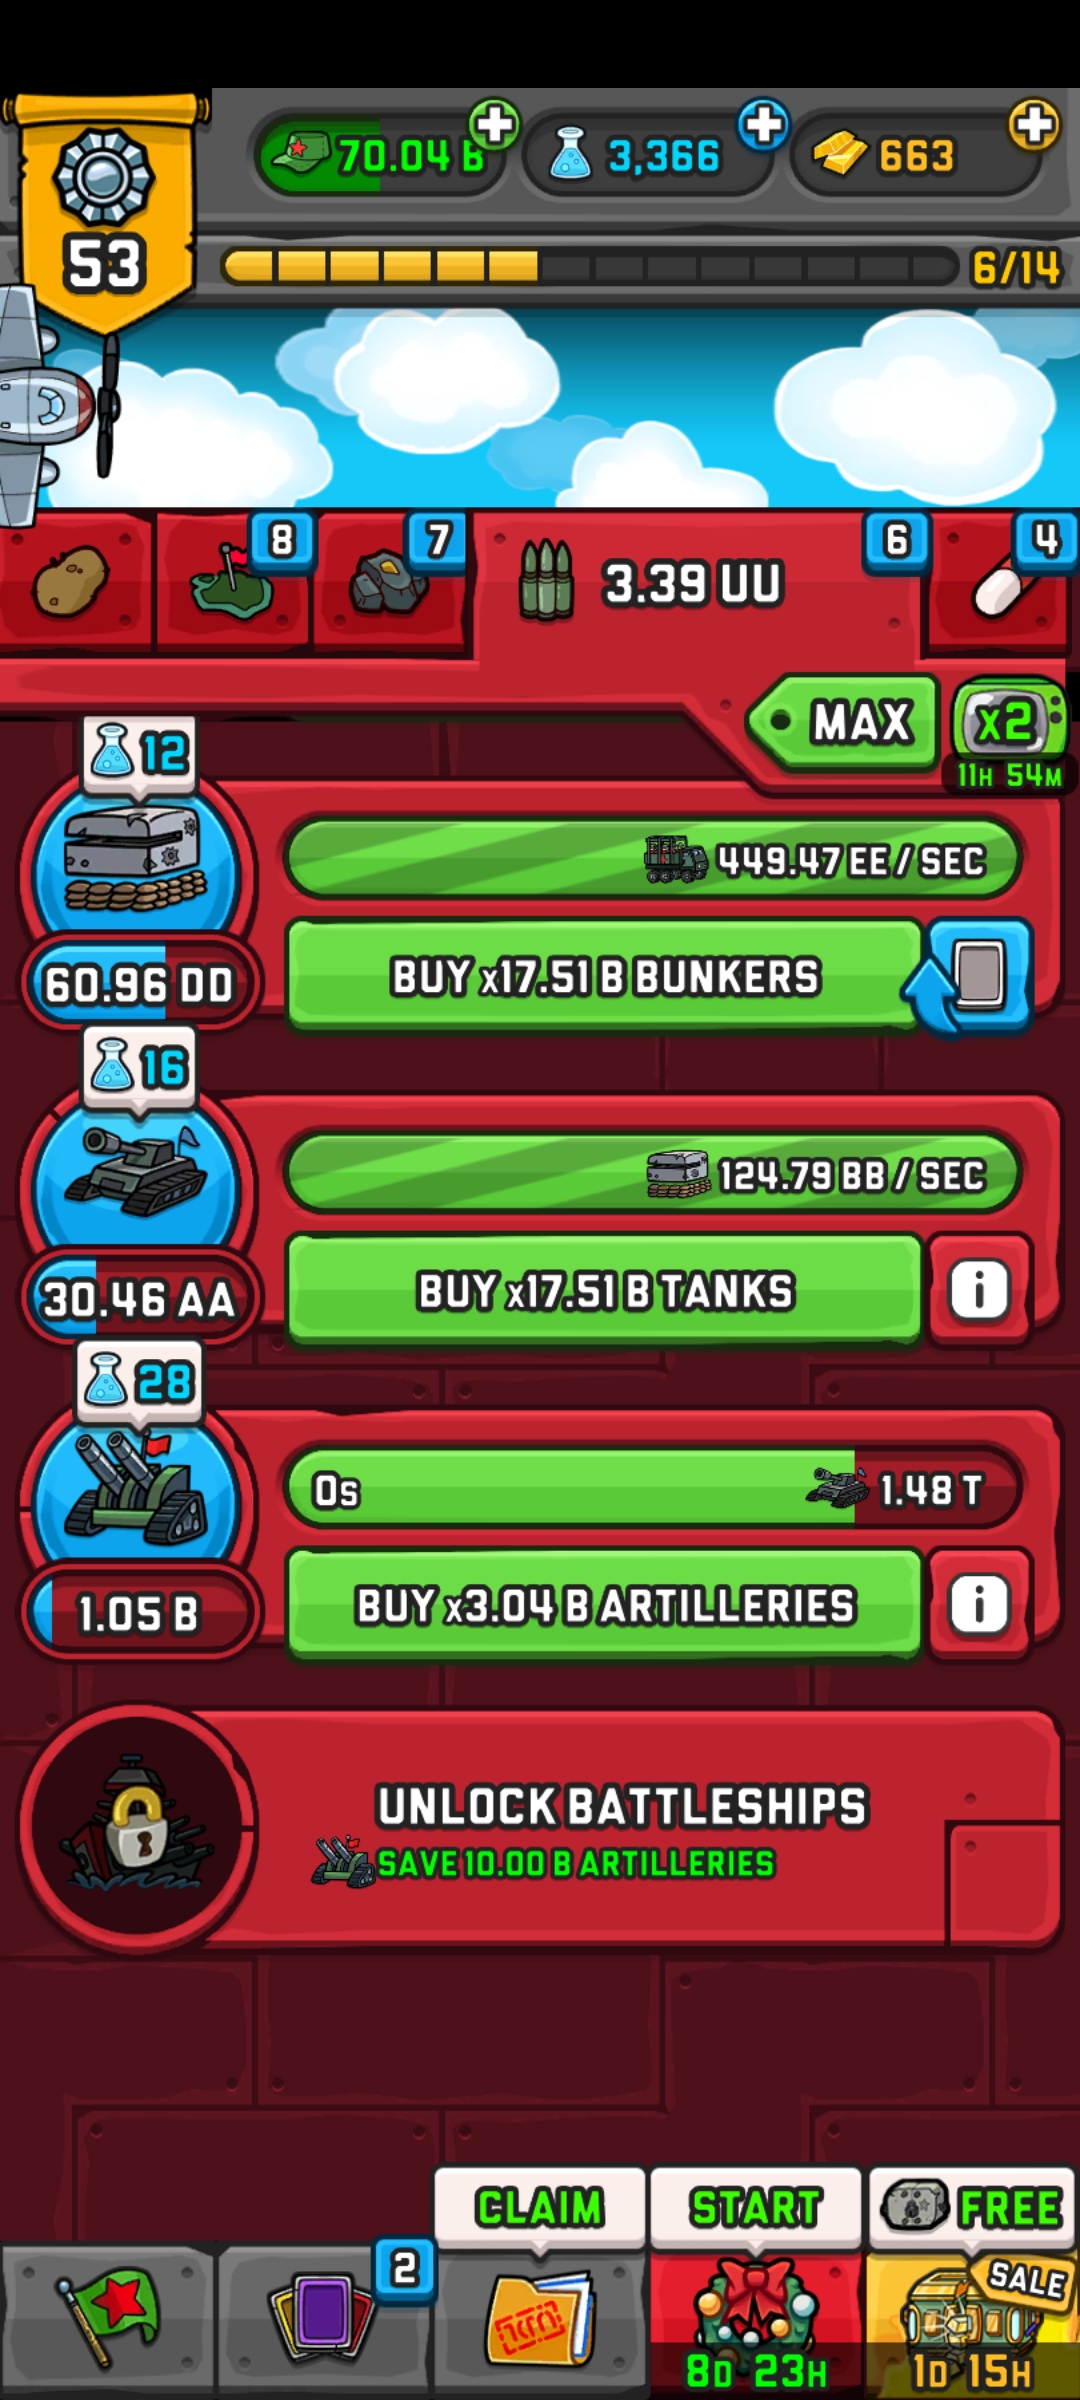 70.04 B
3,366
663
53
6/14
8
7
3.39 UU
6
4
MAX
x2
11H 54M
12
449.47 EE / SEC
60.96 DD
BUY x17.51 B BUNKERS
16
124.79 BB / SEC
30.46 AA
BUY x17.51 B TANKS
i
28
0s
1.48 T
1.05 B
BUY x3.04 B ARTILLERIES
i
UNLOCK BATTLESHIPS
SAVE 10.00 B ARTILLERIES
CLAIM
START
FREE
2
SALE
8D 23H
1D 15H